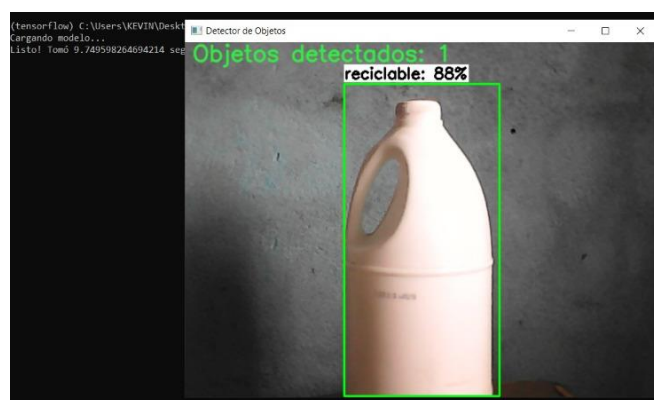 (tensorflow) C:\Users\KEVIN\Deskt
Cargando modelo...
Listo! Tomó 9.749598264694214 seg
Detector de Objetos
Objetos detectados: 1
reciclable: 88%